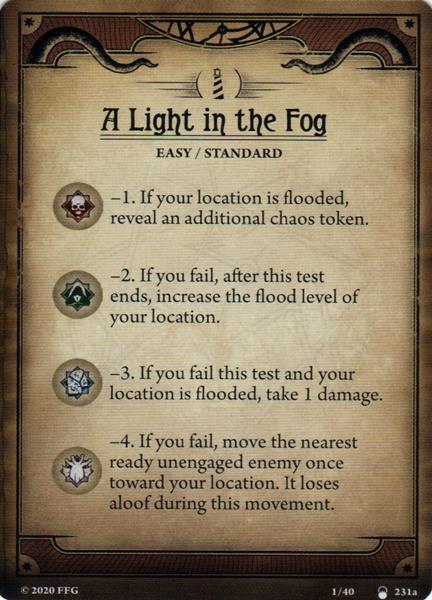 A Light in the Fog
EASY / STANDARD
–1. If your location is flooded,
reveal an additional chaos token.
–2. If you fail, after this test
ends, increase the flood level of
your location.
–3. If you fail this test and your
location is flooded, take 1 damage.
–4. If you fail, move the nearest
ready unengaged enemy once
toward your location. It loses
aloof during this movement.
© 2020 FFG
1/40
231a